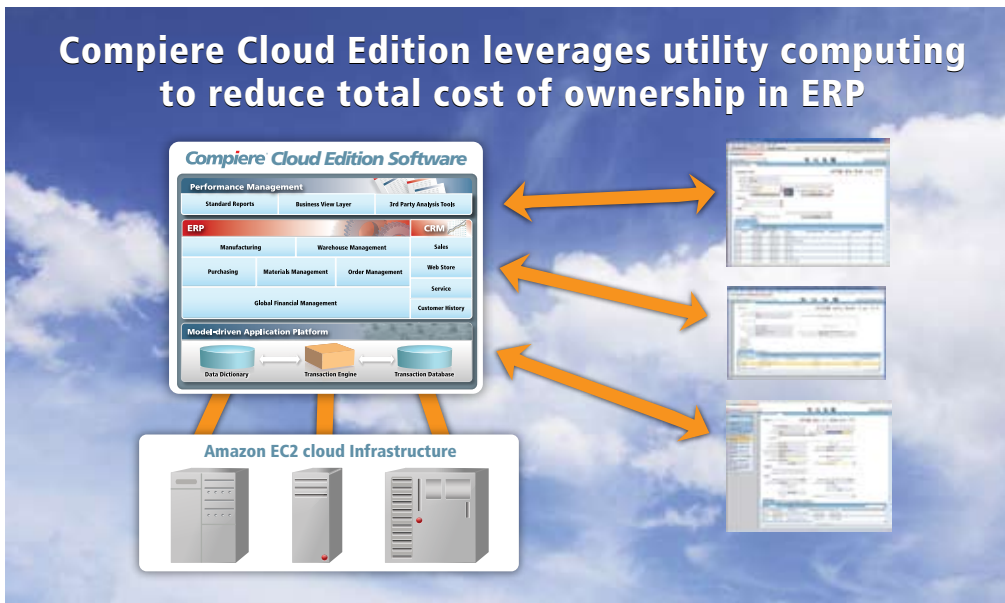 Compiere Cloud Edition leverages utility computing
to reduce total cost of ownership in ERP
Compiere Cloud Edition Software
Performance Management
Standard Reports
Business View Layer
3rd Party Analysis Tools
ERP
CRM
Manufacturing
Warehouse Management
Sales
Purchasing
Materials Management
Order Management
Web Store
Service
Global Financial Management
Customer History
Model-driven Application Platform
Data Dictionary
Transaction Engine
Transaction Database
Amazon EC2 cloud Infrastructure